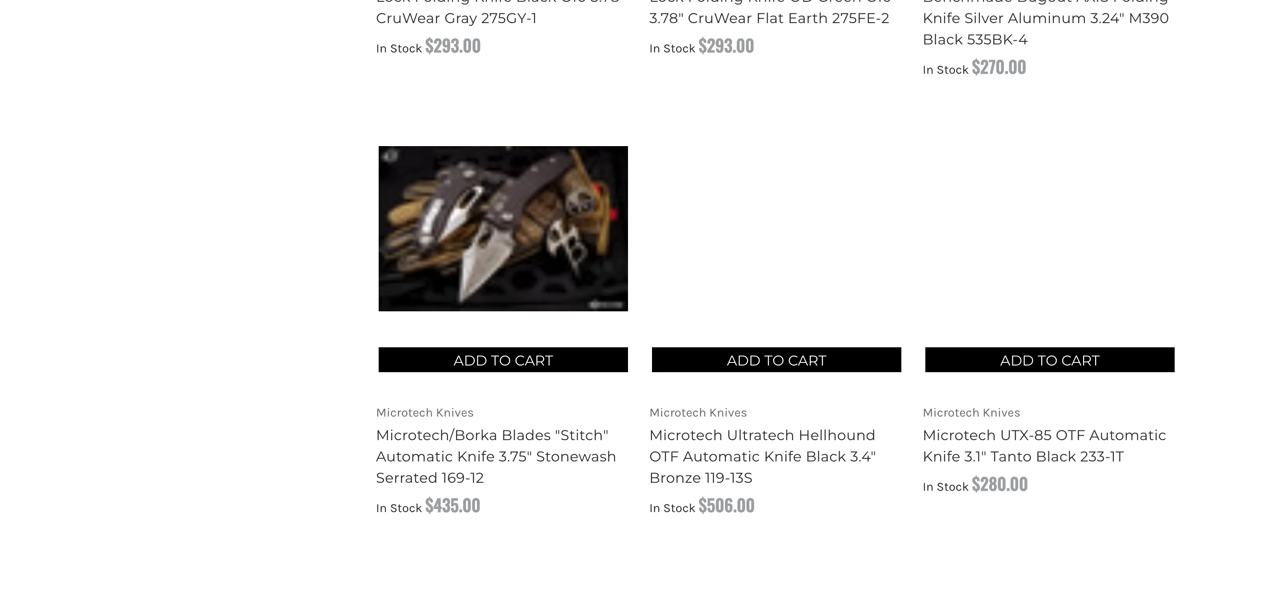 CruWear Gray 275GY-1
In Stock $293.00
3.78" CruWear Flat Earth 275FE-2
In Stock $293.00
Knife Silver Aluminum 3.24" M390
Black 535BK-4
In Stock $270.00
ADD TO CART
ADD TO CART
ADD TO CART
Microtech Knives
Microtech/Borka Blades "Stitch"
Automatic Knife 3.75" Stonewash
Serrated 169-12
In Stock $435.00
Microtech Knives
Microtech Ultratech Hellhound
OTF Automatic Knife Black 3.4"
Bronze 119-13S
In Stock $506.00
Microtech Knives
Microtech UTX-85 OTF Automatic
Knife 3.1" Tanto Black 233-1T
In Stock $280.00